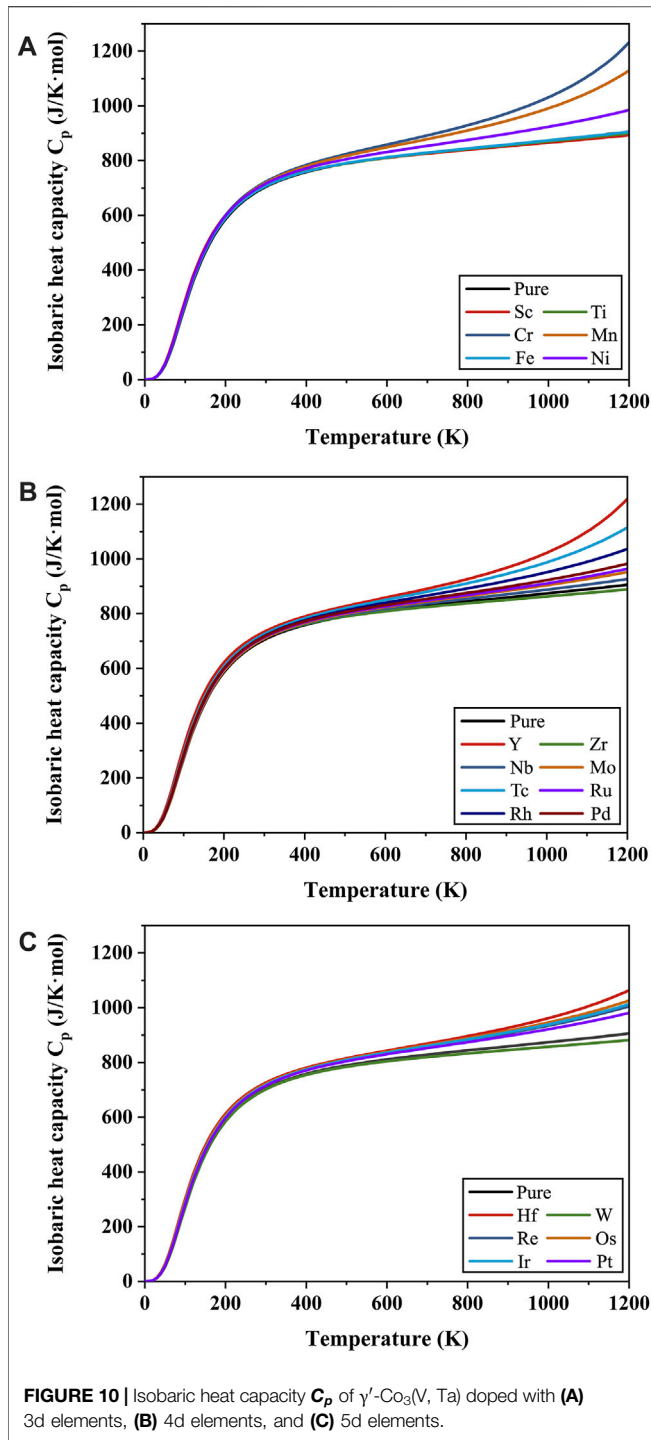 A
Isobaric heat capacity Cp (J/K·mol)
1200
1000
800
600
400
200
0
0 200 400 600 800 1000 1200
Temperature (K)
Pure
Sc Ti
Cr Mn
Fe Ni
B
Isobaric heat capacity Cp (J/K·mol)
1200
1000
800
600
400
200
0
0 200 400 600 800 1000 1200
Temperature (K)
Pure
Y Zr
Nb Mo
Tc Ru
Rh Pd
C
Isobaric heat capacity Cp (J/K·mol)
1200
1000
800
600
400
200
0
0 200 400 600 800 1000 1200
Temperature (K)
Pure
Hf W
Re Os
Ir Pt
FIGURE 10 | Isobaric heat capacity Cp of γ′-Co₃(V, Ta) doped with (A)
3d elements, (B) 4d elements, and (C) 5d elements.